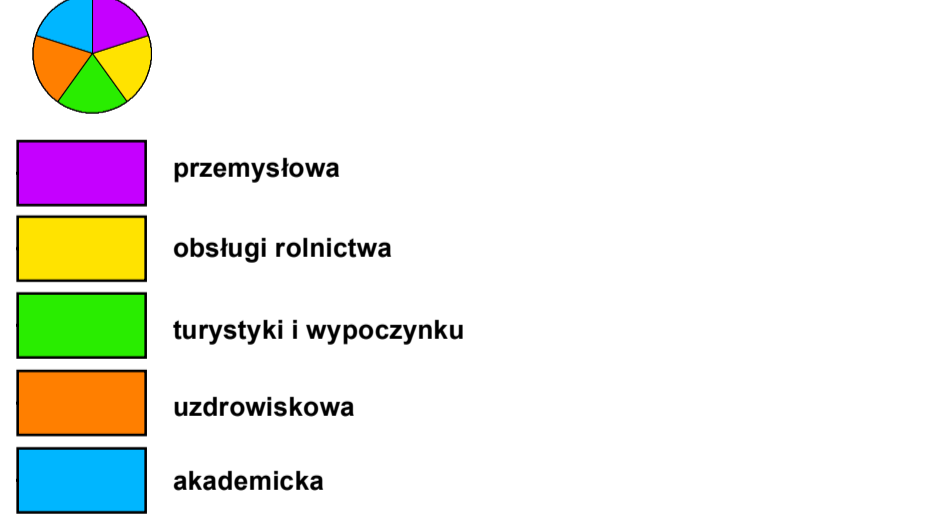 przemysłowa
obsługi rolnictwa
turystyki i wypoczynku
uzdrowiskowa
akademicka